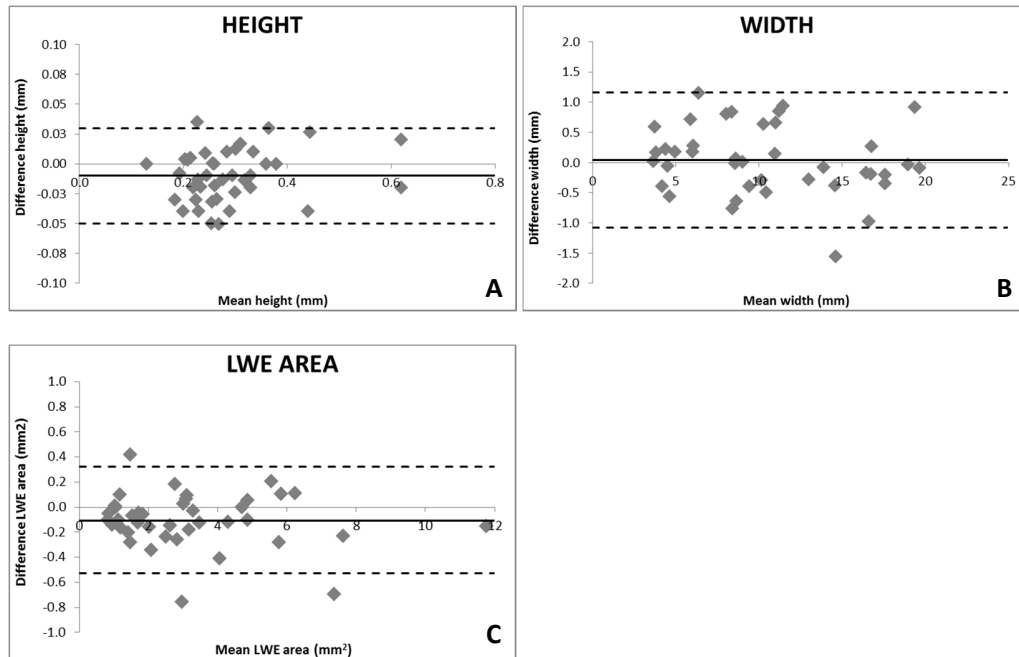 HEIGHT
0.10
0.08
0.05
0.03
0.00
-0.03
-0.05
-0.08
-0.10
0.0 0.2 0.4 0.6 0.8
Difference height (mm)
Mean height (mm)
A
WIDTH
2.0
1.5
1.0
0.5
0.0
-0.5
-1.0
-1.5
-2.0
0 5 10 15 20 25
Difference width (mm)
Mean width (mm)
B
LWE AREA
1.0
0.8
0.6
0.4
0.2
0.0
-0.2
-0.4
-0.6
-0.8
-1.0
0 2 4 6 8 10 12
Difference LWE area (mm2)
Mean LWE area (mm²)
C